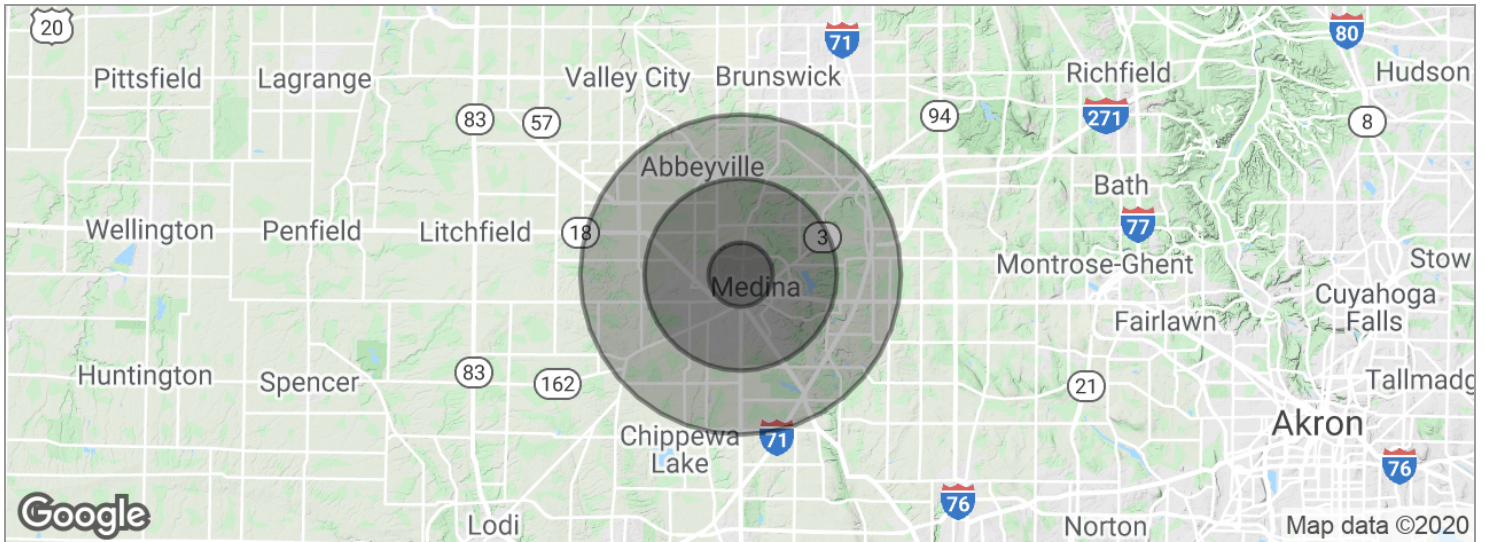 20
71
80
Pittsfield
Lagrange
Valley City
Brunswick
Richfield
Hudson
83
57
94
271
8
Abbeyville
Bath
Wellington
Penfield
Litchfield
18
3
77
Montrose-Ghent
Stow
Medina
Cuyahoga
Falls
Fairlawn
Huntington
Spencer
83
162
21
Tallmadg
Akron
Chippewa
Lake
71
76
76
Google
Lodi
Norton
Map data ©2020